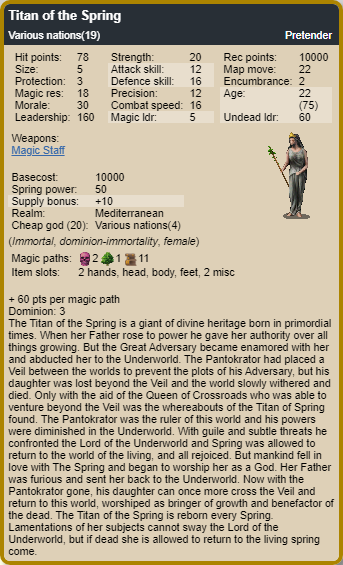 Titan of the Spring
Various nations(19) Pretender
Hit points: 78 Strength: 20 Rec points: 10000
Size: 5 Attack skill: 12 Map move: 22
Protection: 3 Defence skill: 16 Encumbrance: 2
Magic res: 18 Precision: 12 Age: 22
Morale: 30 Combat speed: 16 (75)
Leadership: 160 Magic ldr: 5 Undead ldr: 60
Weapons:
Magic Staff
Basecost: 10000
Spring power: 50
Supply bonus: +10
Realm: Mediterranean
Cheap god (20): Various nations(4)
(Immortal, dominion-immortality, female)
Magic paths: 2 1 11
Item slots: 2 hands, head, body, feet, 2 misc
+ 60 pts per magic path
Dominion: 3
The Titan of the Spring is a giant of divine heritage born in primordial
times. When her Father rose to power he gave her authority over all
things growing. But the Great Adversary became enamored with her
and abducted her to the Underworld. The Pantokrator had placed a
Veil between the worlds to prevent the plots of his Adversary, but his
daughter was lost beyond the Veil and the world slowly withered and
died. Only with the aid of the Queen of Crossroads who was able to
venture beyond the Veil was the whereabouts of the Titan of Spring
found. The Pantokrator was the ruler of this world and his powers
were diminished in the Underworld. With guile and subtle threats he
confronted the Lord of the Underworld and Spring was allowed to
return to the world of the living, and all rejoiced. But mankind fell in
love with The Spring and began to worship her as a God. Her Father
was furious and sent her back to the Underworld. Now with the
Pantokrator gone, his daughter can once more cross the Veil and
return to this world, worshiped as bringer of growth and benefactor of
the dead. The Titan of the Spring is reborn every Spring.
Lamentations of her subjects cannot sway the Lord of the
Underworld, but if dead she is allowed to return to the living spring
come.